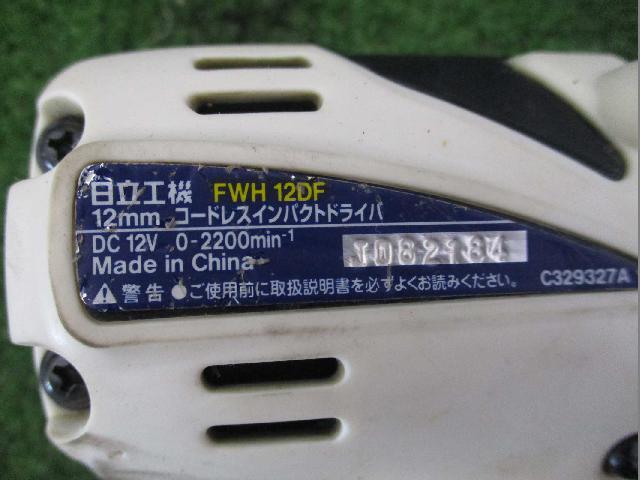 日立工機 FWH 12DF
12mm コードレスインパクトドライバ
DC 12V 0-2200min⁻¹
J082184
Made in China
C329327A
警告 ●ご使用前に取扱説明書を必ずよくお読みください。